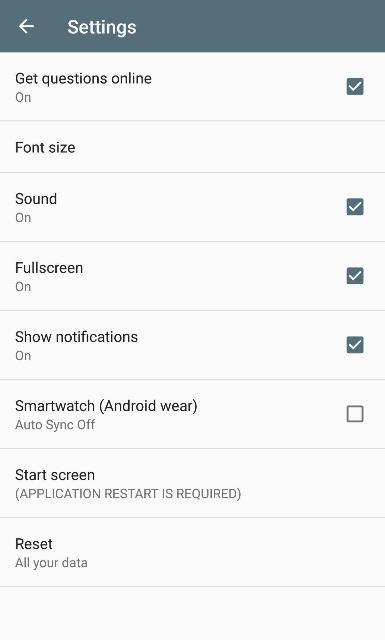 Settings
Get questions online
On
Font size
Sound
On
Fullscreen
On
Show notifications
On
Smartwatch (Android wear)
Auto Sync Off
Start screen
(APPLICATION RESTART IS REQUIRED)
Reset
All your data